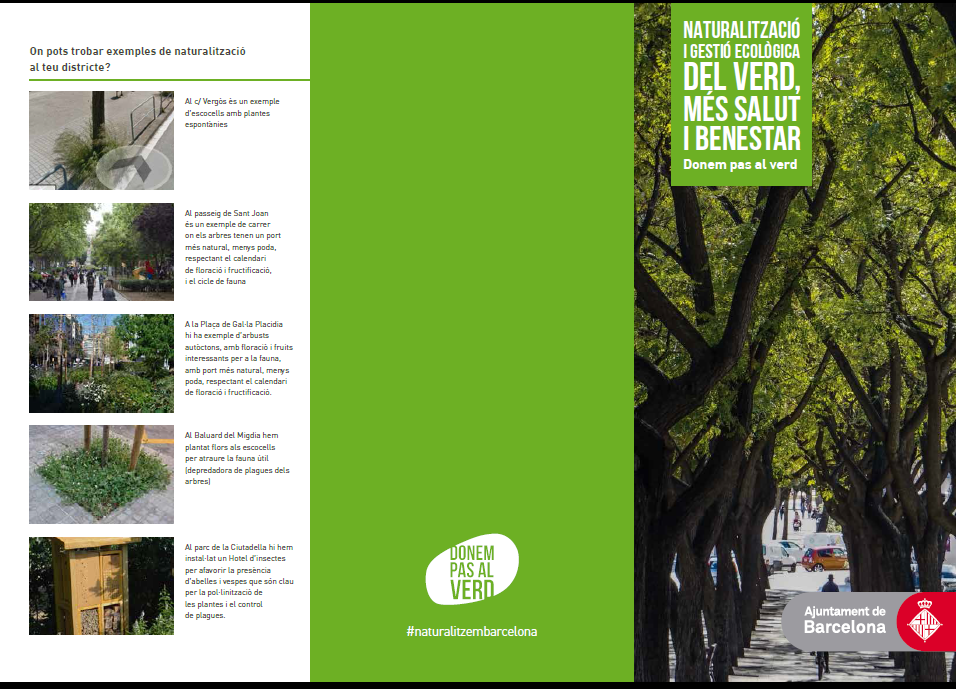 On pots trobar exemples de naturalització
al teu districte?
Al c/ Vergós és un exemple
d'escocells amb plantes
espontànies
Al passeig de Sant Joan
és un exemple de carrer
on els arbres tenen un port
més natural, menys poda,
respectant el calendari
de floració i fructificació,
i el cicle de fauna
A la Plaça de Gal·la Placidia
hi ha exemple d'arbusts
autòctons, amb floració i fruits
interessants per a la fauna,
amb port més natural, menys
poda, respectant el calendari
de floració i fructificació.
Al Baluard del Migdia hem
plantat flors als escocells
per atraure la fauna útil
(depredadora de plagues dels
arbres)
Al parc de la Ciutadella hi hem
instal·lat un Hotel d'insectes
per afavorir la presència
d'abelles i vespes que són clau
per la pol·linització de
les plantes i el control
de plagues.
DONEM
PAS AL
VERD
#naturalitzembarcelona
NATURALITZACIÓ
I GESTIÓ ECOLÒGICA
DEL VERD,
MÉS SALUT
I BENESTAR
Donem pas al verd
Ajuntament de
Barcelona